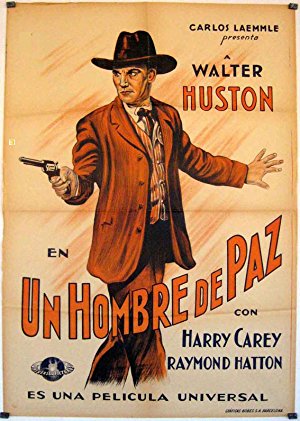 CARLOS LAEMMLE
presenta
A
WALTER
HUSTON
EN
UN HOMBRE DE PAZ
CON
HARRY CAREY
RAYMOND HATTON
ES UNA PELICULA UNIVERSAL